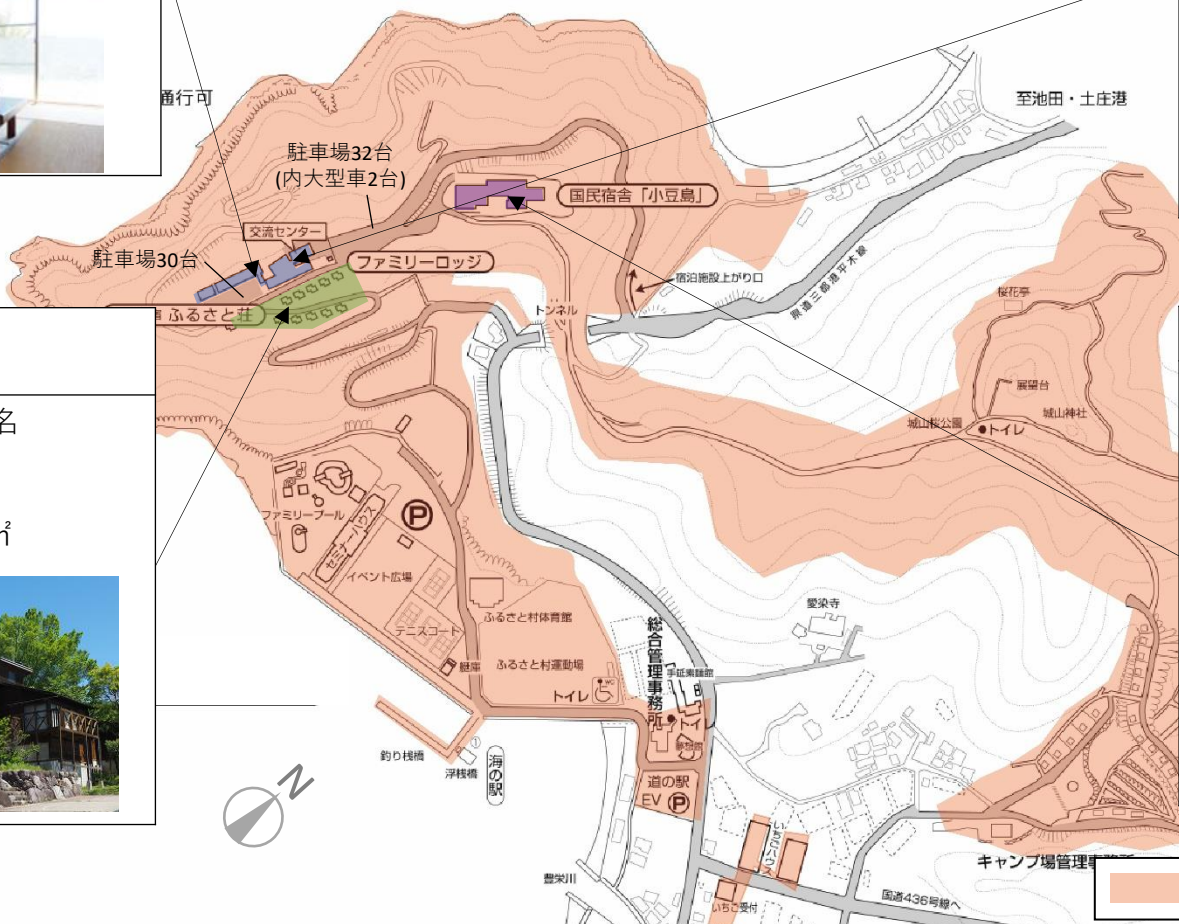 通行可
至池田・土庄港
駐車場32台
(内大型車2台)
国民宿舎「小豆島」
交流センター
駐車場30台
ファミリーロッジ
宿泊施設上がり口
県道三都港平木線
ふるさと荘
トンネル
桜花亭
展望台
城山神社
城山桜公園
トイレ
名
㎡
ファミリープール
セミナーハウス
P
イベント広場
テニスコート
ふるさと村体育館
艇庫
ふるさと村運動場
トイレ
WC
愛染寺
総合管理事務所
手延素麺館
トイレ
釣り桟橋
浮桟橋
①
海の駅
道の駅
EV P
N
いちごハウス
いちご受付
豊栄川
キャンプ場管理事務所
国道436号線へ